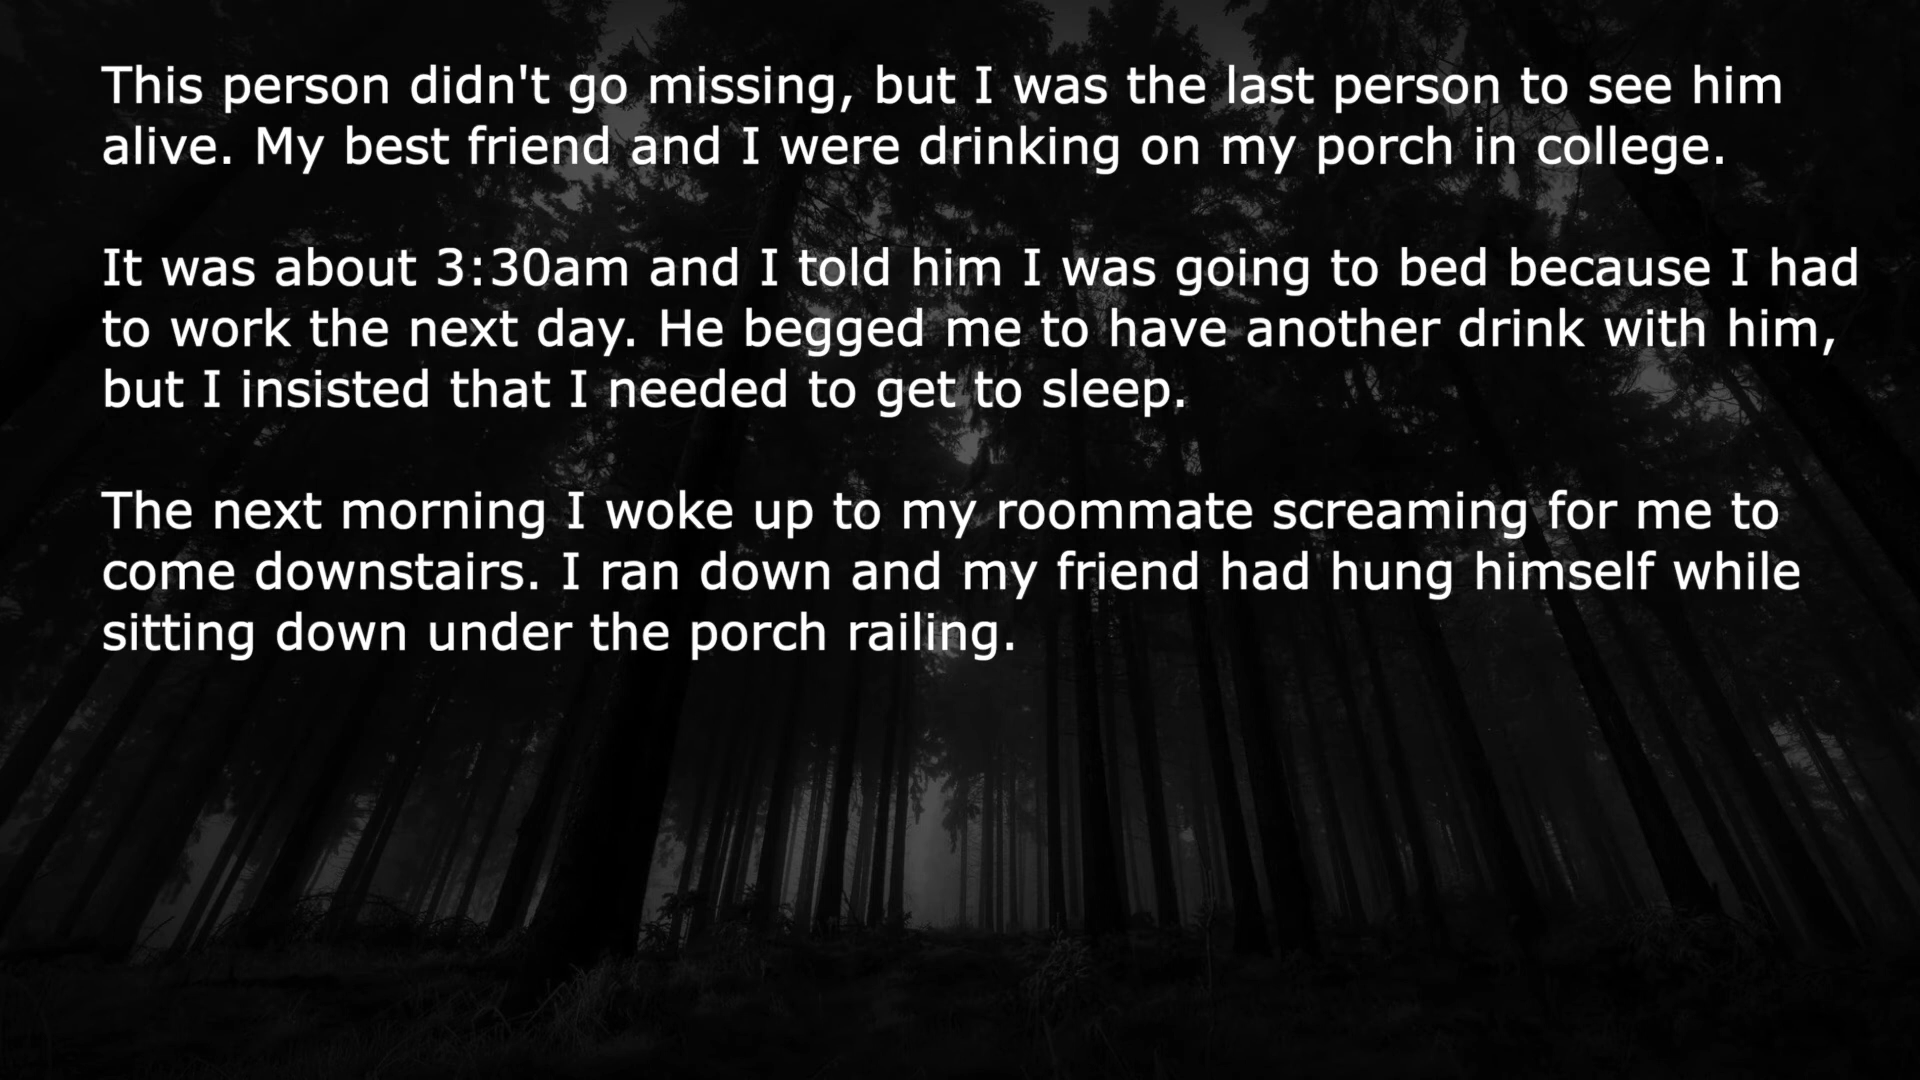 This person didn't go missing, but I was the last person to see him
alive. My best friend and I were drinking on my porch in college.
It was about 3:30am and I told him I was going to bed because I had
to work the next day. He begged me to have another drink with him,
but I insisted that I needed to get to sleep.
The next morning I woke up to my roommate screaming for me to
come downstairs. I ran down and my friend had hung himself while
sitting down under the porch railing.